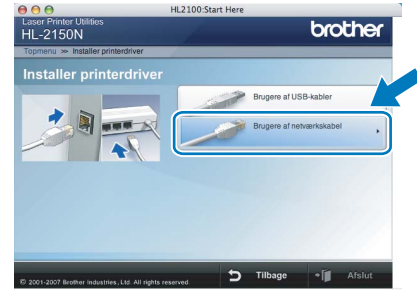 HL2100:Start Here
Laser Printer Utilities
HL-2150N
brother
Topmenu >> Installer printerdriver
Installer printerdriver
Brugere af USB-kabler
Brugere af netværkskabel
Tilbage
Afslut
© 2001-2007 Brother Industries, Ltd. All rights reserved